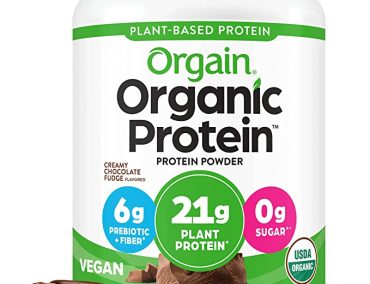 PLANT-BASED PROTEIN
Orgain®
Organic
Protein™
PROTEIN POWDER
CREAMY
CHOCOLATE
FUDGE FLAVORED
6g
PREBIOTIC
+ FIBER*
21g
PLANT
PROTEIN*
0g
SUGAR**
VEGAN
USDA
ORGANIC